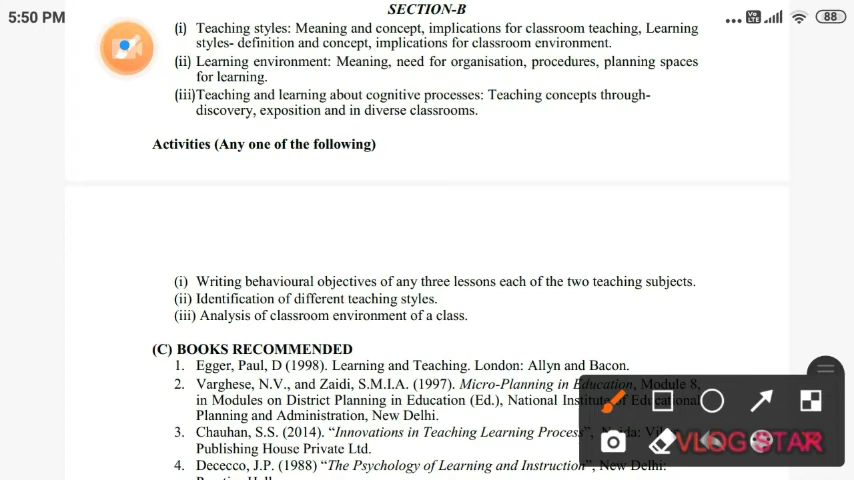 5:50 PM
88
SECTION-B
(i) Teaching styles: Meaning and concept, implications for classroom teaching, Learning
styles- definition and concept, implications for classroom environment.
(ii) Learning environment: Meaning, need for organisation, procedures, planning spaces
for learning.
(iii)Teaching and learning about cognitive processes: Teaching concepts through-
discovery, exposition and in diverse classrooms.
Activities (Any one of the following)
(i) Writing behavioural objectives of any three lessons each of the two teaching subjects.
(ii) Identification of different teaching styles.
(iii) Analysis of classroom environment of a class.
(C) BOOKS RECOMMENDED
1. Egger, Paul, D (1998). Learning and Teaching. London: Allyn and Bacon.
2. Varghese, N.V., and Zaidi, S.M.I.A. (1997). Micro-Planning in Education, Module 8,
in Modules on District Planning in Education (Ed.), National Institute of Educational
Planning and Administration, New Delhi.
3. Chauhan, S.S. (2014). “Innovations in Teaching Learning Process”,
Publishing House Private Ltd.
VLOG STAR
4. Dececco, J.P. (1988) “The Psychology of Learning and Instruction”, New Delhi: